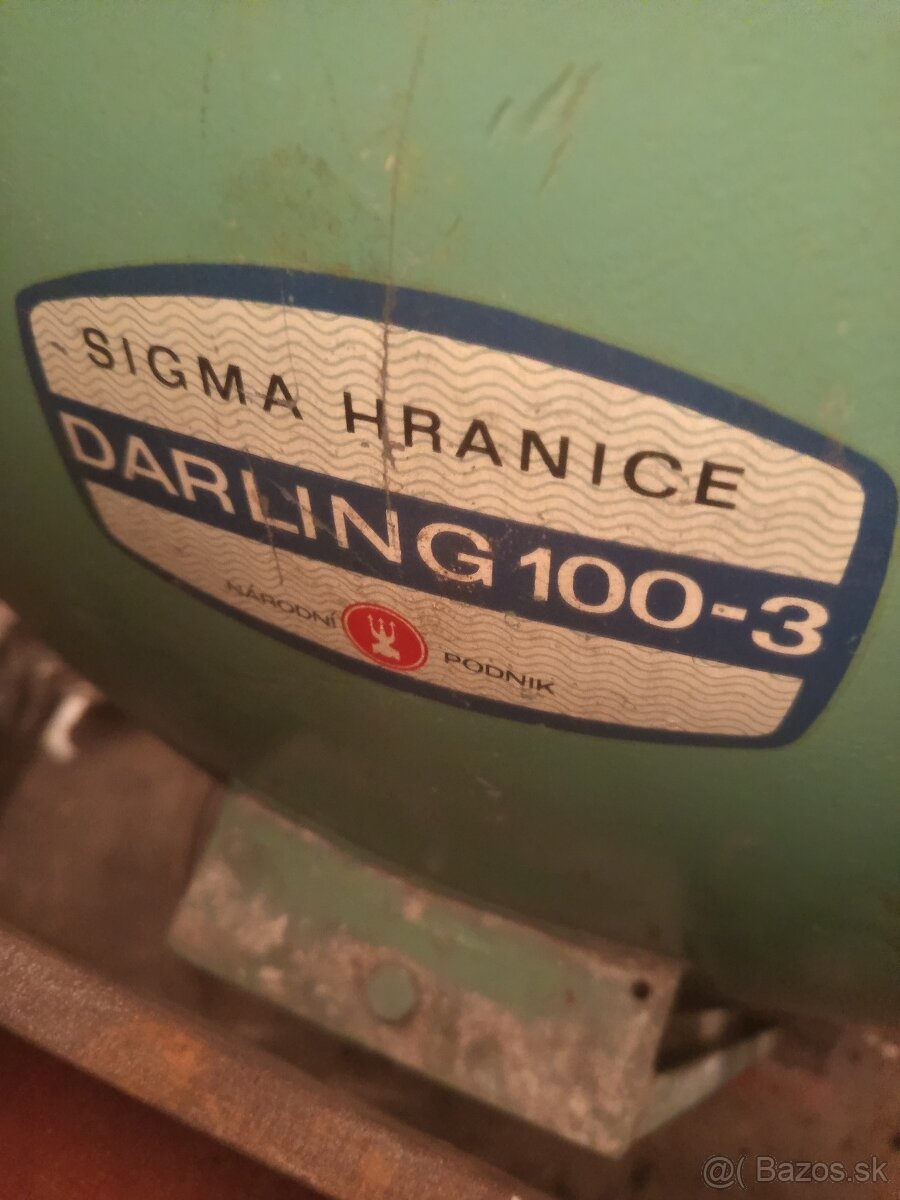 SIGMA HRANICE
DARLING 100-3
NÁRODNÍ PODNIK
@( Bazos.sk